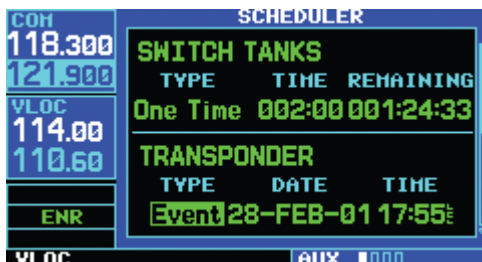 COM
118.300
121.900
VLOC
114.00
110.60
ENR
VLOC
SCHEDULER
SWITCH TANKS
TYPE TIME REMAINING
One Time 002:00 001:24:33
TRANSPONDER
TYPE DATE TIME
Event 28-FEB-01 17:55
AUX